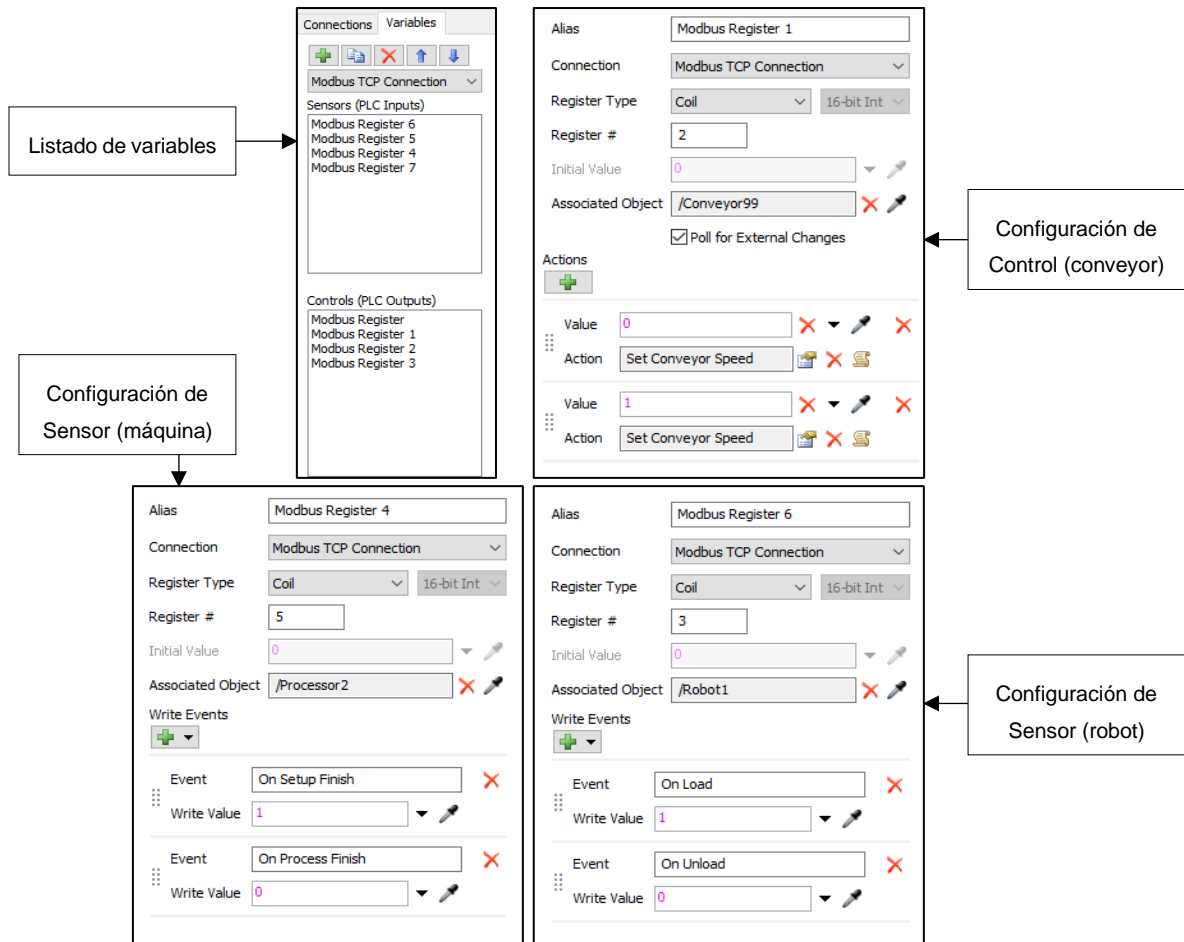 Connections Variables
Modbus TCP Connection
Sensors (PLC Inputs)
Modbus Register 6
Modbus Register 5
Modbus Register 4
Modbus Register 7
Controls (PLC Outputs)
Modbus Register
Modbus Register 1
Modbus Register 2
Modbus Register 3
Listado de variables
Alias Modbus Register 1
Connection Modbus TCP Connection
Register Type Coil 16-bit Int
Register # 2
Initial Value 0
Associated Object /Conveyor99
Poll for External Changes
Actions
Value 0
Action Set Conveyor Speed
Value 1
Action Set Conveyor Speed
Configuración de
Control (conveyor)
Configuración de
Sensor (máquina)
Alias Modbus Register 4
Connection Modbus TCP Connection
Register Type Coil 16-bit Int
Register # 5
Initial Value 0
Associated Object /Processor2
Write Events
Event On Setup Finish
Write Value 1
Event On Process Finish
Write Value 0
Alias Modbus Register 6
Connection Modbus TCP Connection
Register Type Coil 16-bit Int
Register # 3
Initial Value 0
Associated Object /Robot1
Write Events
Event On Load
Write Value 1
Event On Unload
Write Value 0
Configuración de
Sensor (robot)